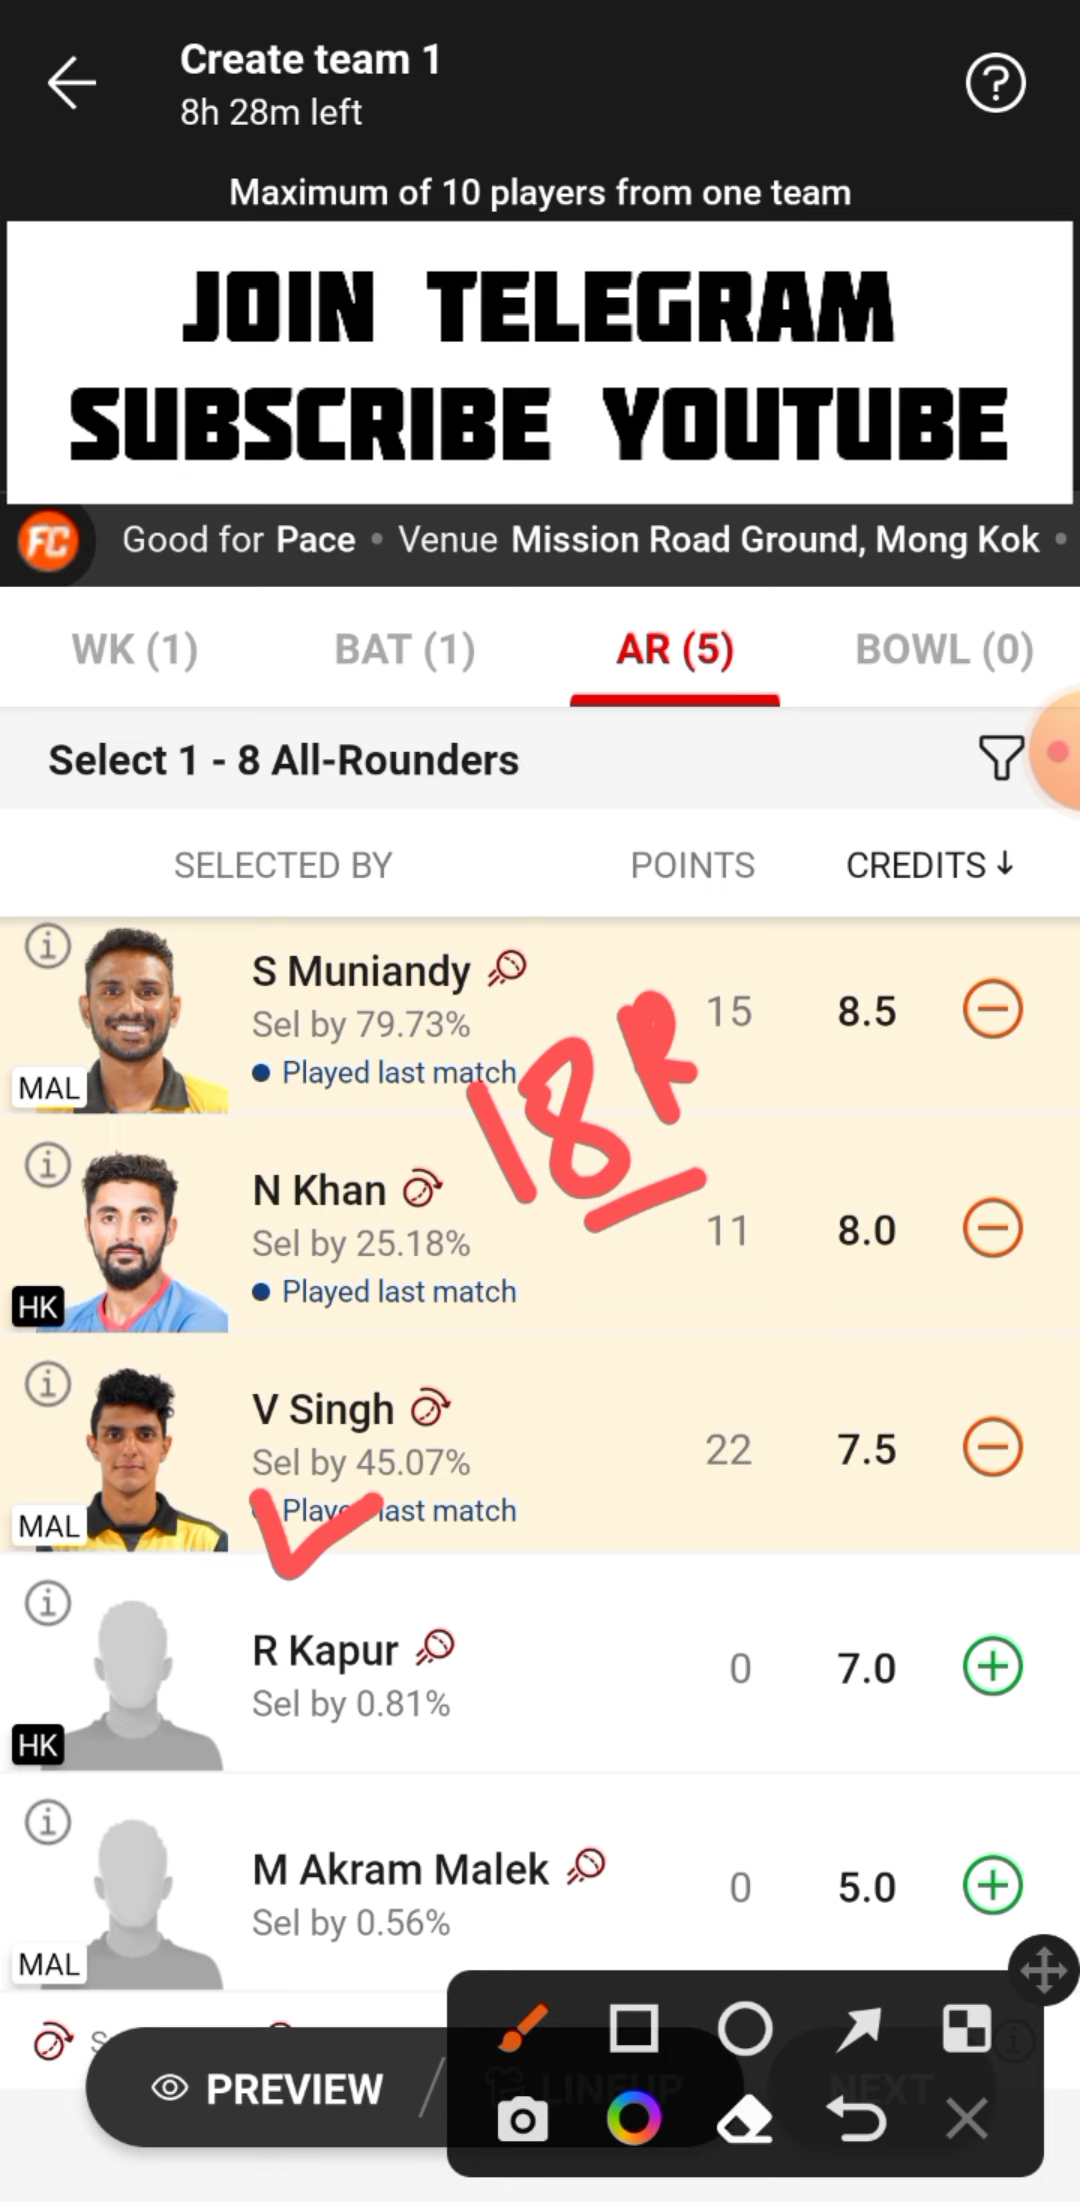 Create team 1
8h 28m left
Maximum of 10 players from one team
JOIN TELEGRAM
SUBSCRIBE YOUTUBE
FC Good for Pace • Venue Mission Road Ground, Mong Kok •
WK (1) BAT (1) AR (5) BOWL (0)
Select 1 - 8 All-Rounders
SELECTED BY POINTS CREDITS ↓
S Muniandy
Sel by 79.73% 15 8.5
MAL • Played last match
18R
N Khan
Sel by 25.18% 11 8.0
HK • Played last match
V Singh
Sel by 45.07% 22 7.5
MAL Played last match
R Kapur
Sel by 0.81% 0 7.0
HK
M Akram Malek
Sel by 0.56% 0 5.0
MAL
PREVIEW / LINEUP NEXT